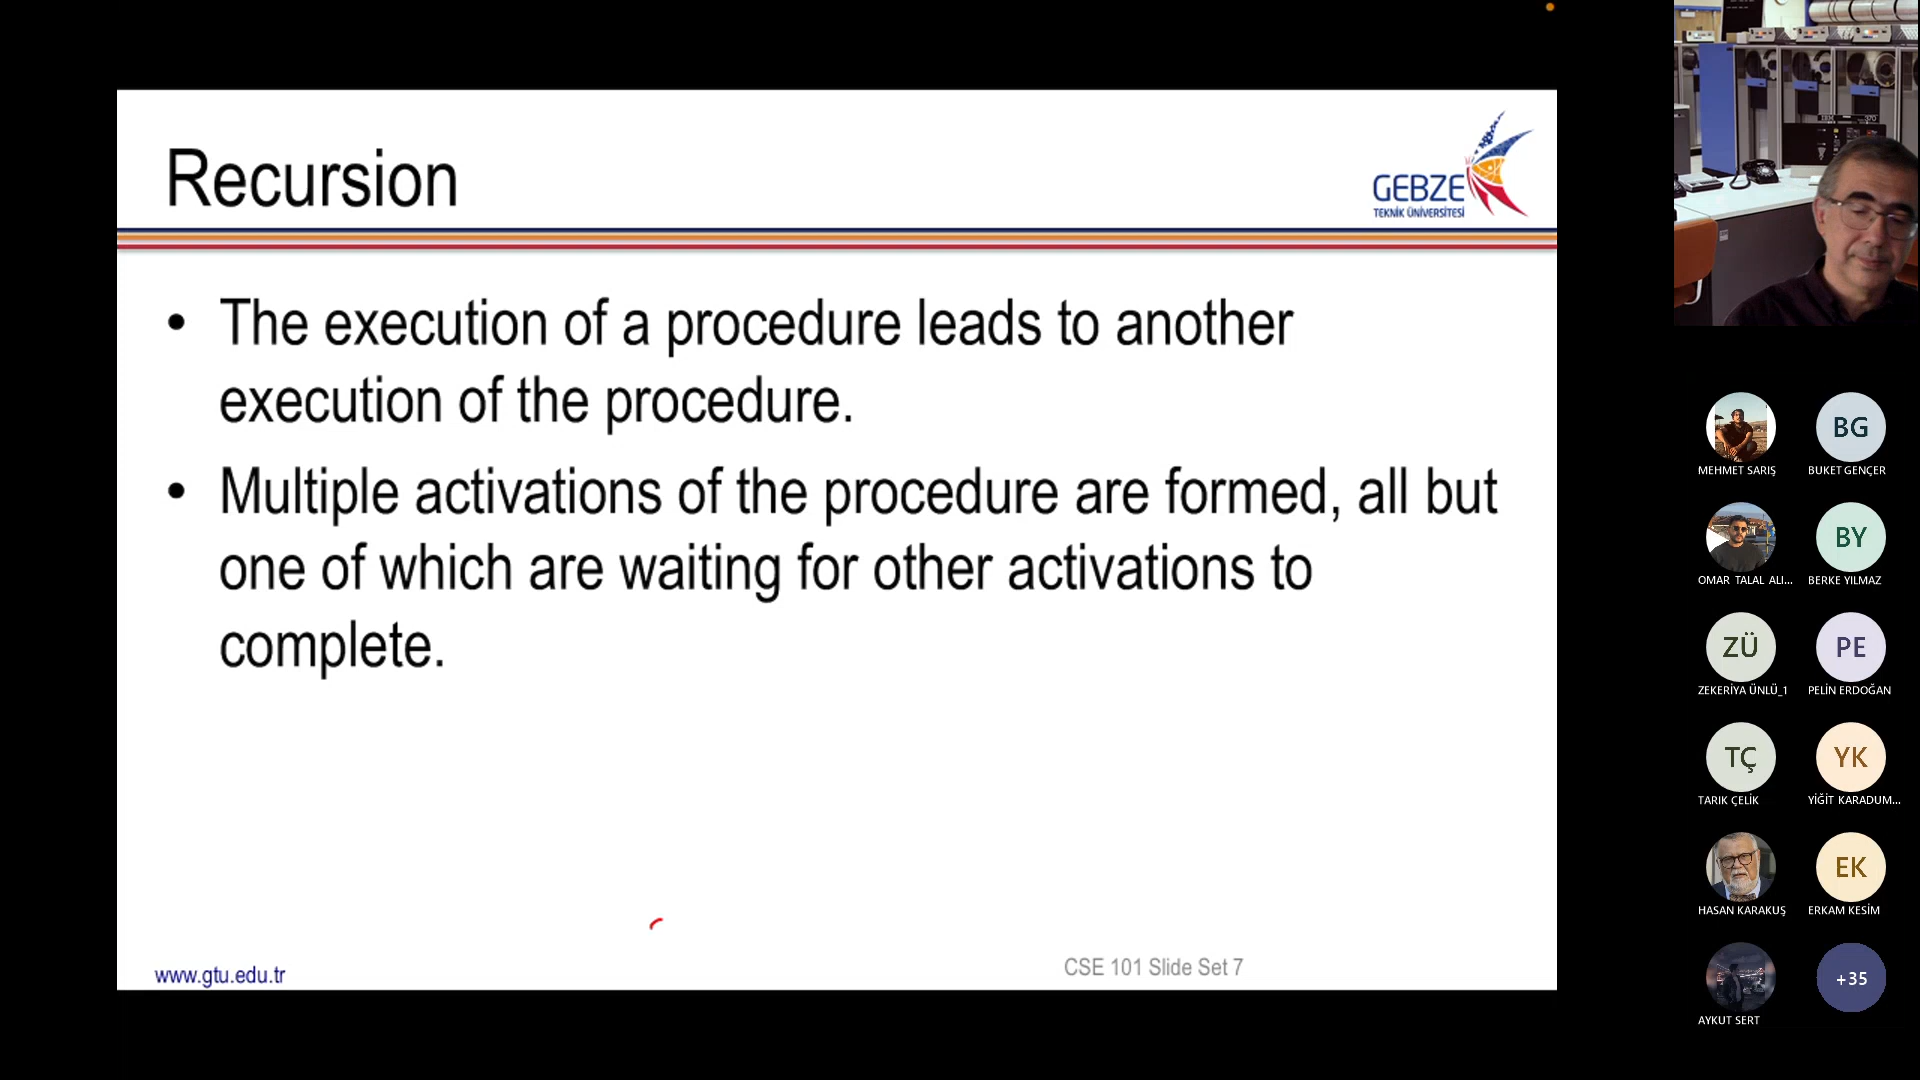 Recursion
GEBZE
TEKNİK ÜNİVERSİTESİ
• The execution of a procedure leads to another
execution of the procedure.
• Multiple activations of the procedure are formed, all but
one of which are waiting for other activations to
complete.
www.gtu.edu.tr
CSE 101 Slide Set 7
MEHMET SARIŞ
BG
BUKET GENÇER
OMAR TALAL ALI...
BY
BERKE YILMAZ
ZÜ
ZEKERİYA ÜNLÜ_1
PE
PELİN ERDOĞAN
TÇ
TARIK ÇELİK
YK
YİĞİT KARADUM...
HASAN KARAKUŞ
EK
ERKAM KESİM
AYKUT SERT
+35